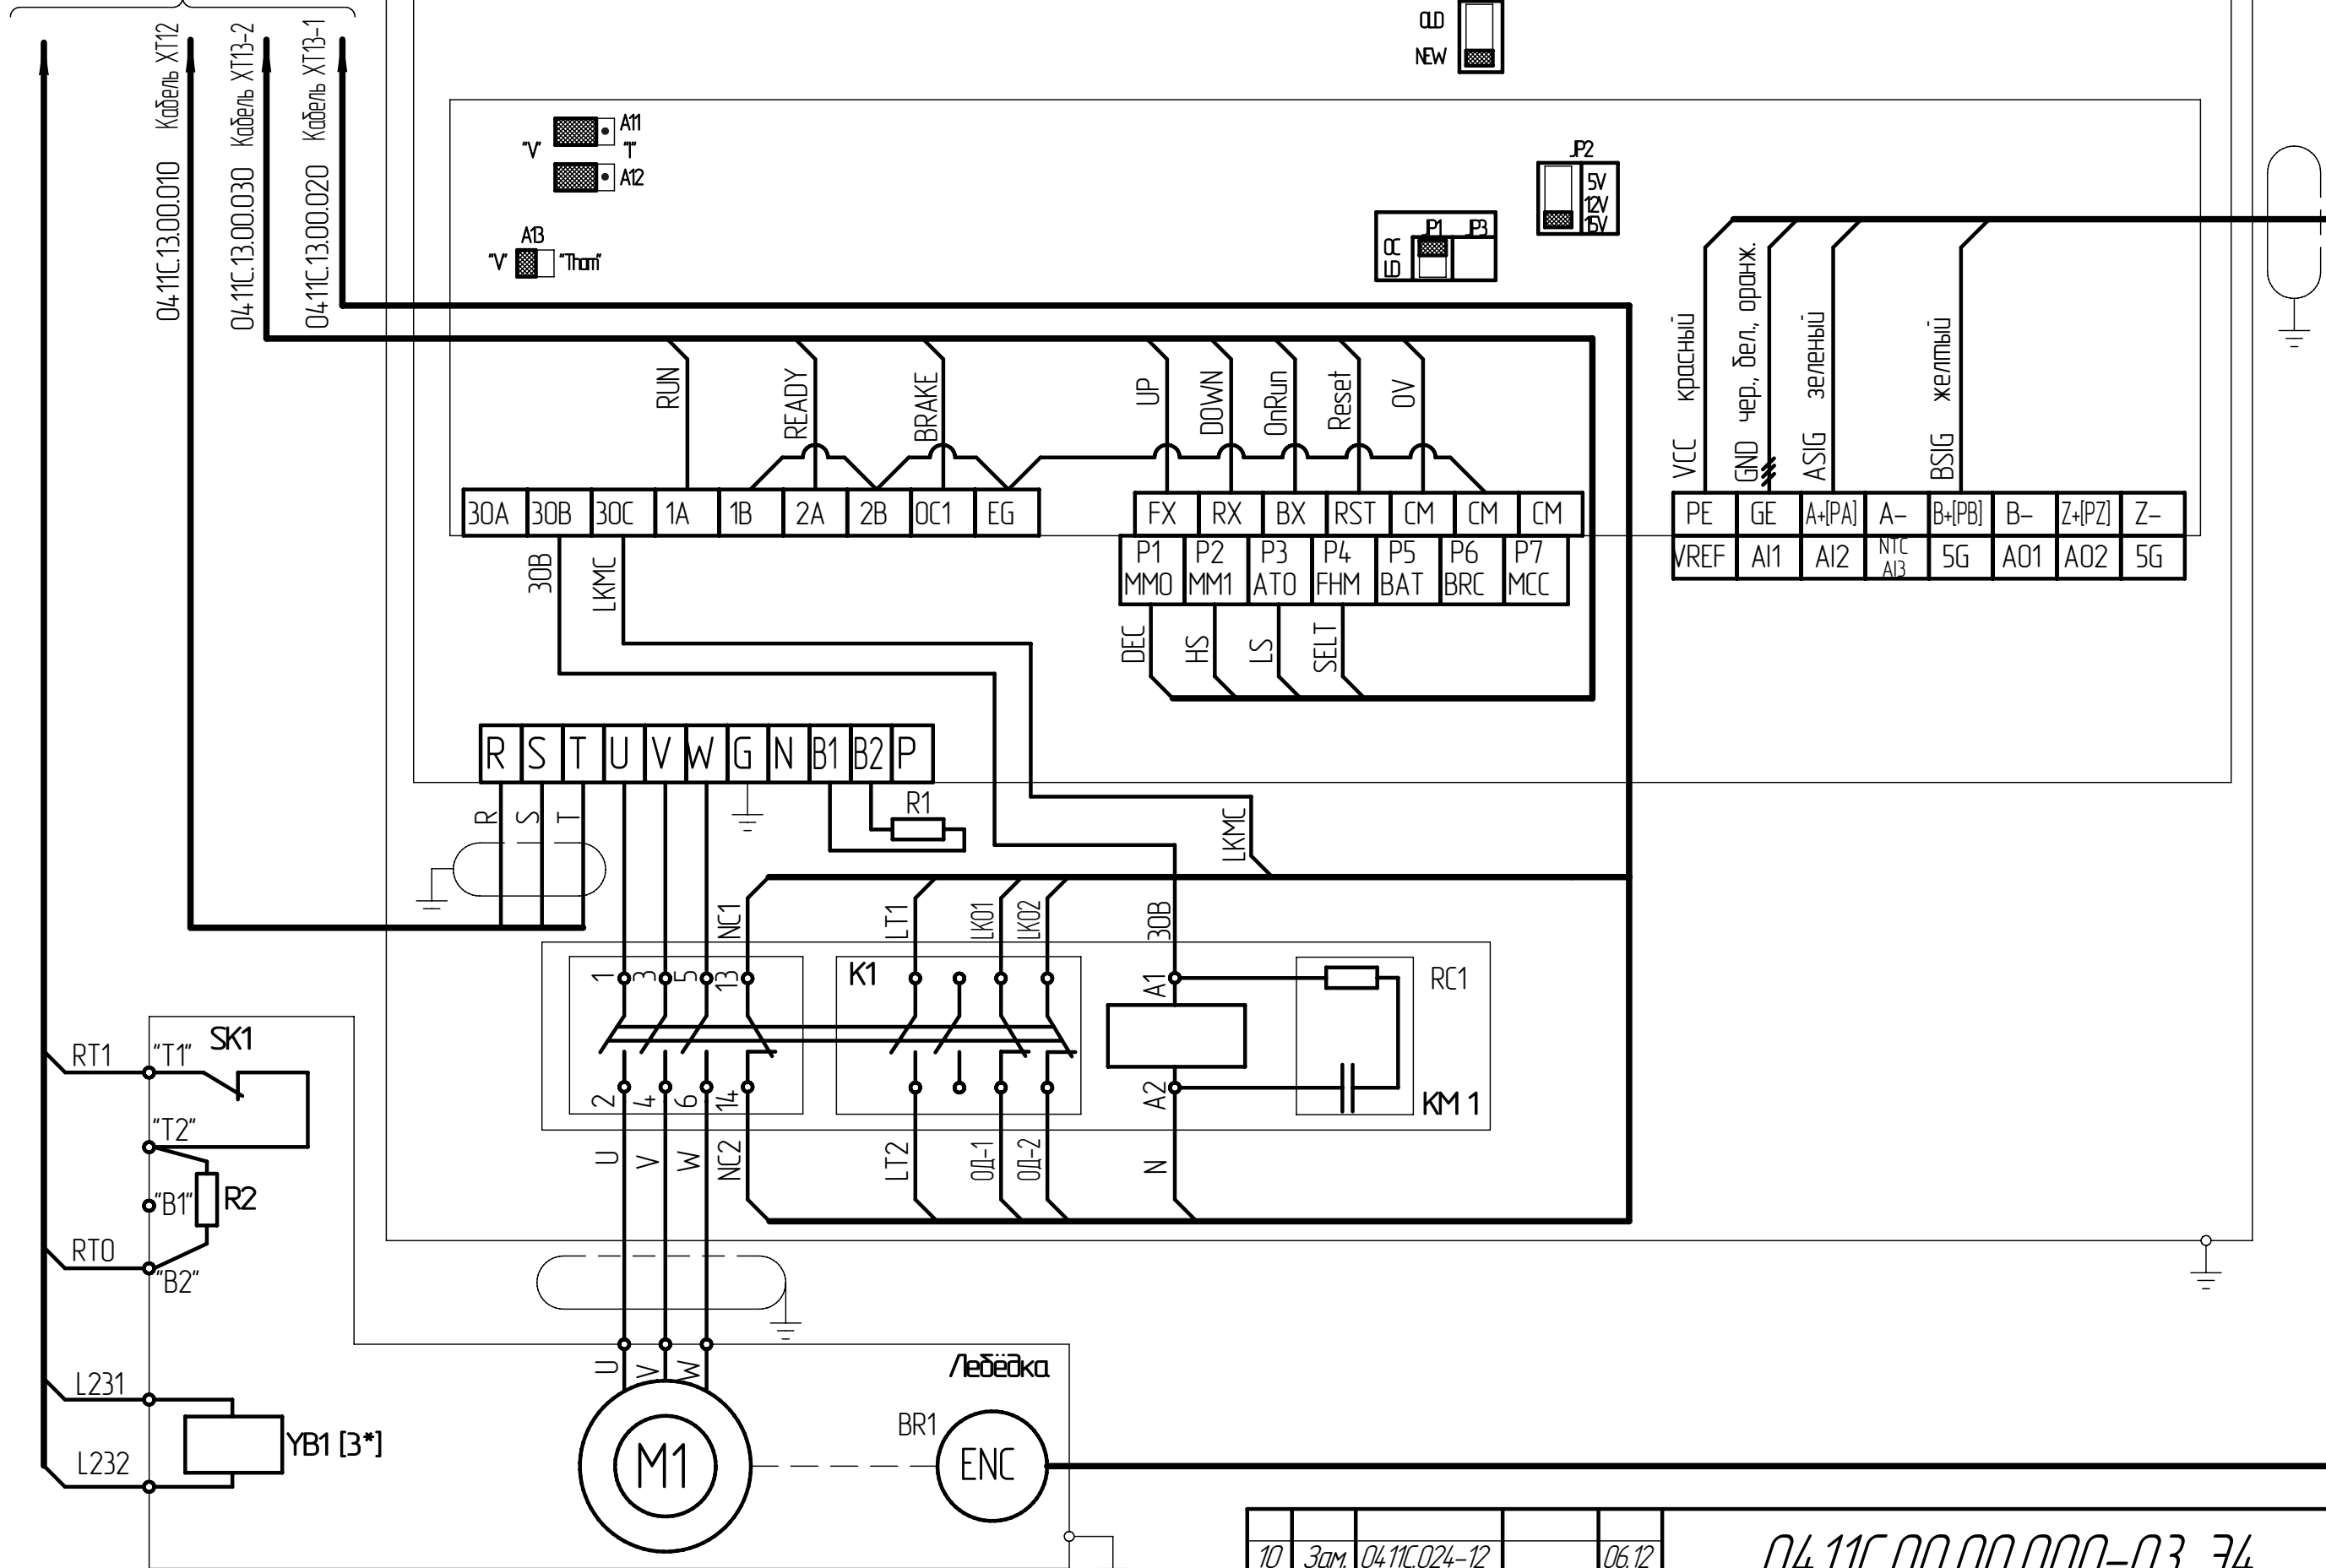 OLD
NEW
Кабель XT12
Кабель XT13-2
Кабель XT13-1
0411C.13.00.010
0411C.13.00.030
0411C.13.00.020
A11
"V" "I"
A12
A13
"V" "Thom"
JP2
5V
12V
15V
JP1 JP3
OC
LD
RUN
READY
BRAKE
UP
DOWN
OnRun
Reset
0V
VCC красный
GND чер., бел., оранж.
ASIG зеленый
BSIG желтый
30A 30B 30C 1A 1B 2A 2B OC1 EG
FX RX BX RST CM CM CM
PE GE A+[PA] A- B+[PB] B- Z+[PZ] Z-
P1 P2 P3 P4 P5 P6 P7
MM0 MM1 AT0 FHM BAT BRC MCC
VREF AI1 AI2 NTC AI3 5G AO1 AO2 5G
30B
LKMC
DEC
HS
LS
SELT
R S T U V W G N B1 B2 P
R S T
R1
LKMC
NC1
LT1
LK01
LK02
30B
1 3 5 13
K1
A1
RC1
2 4 6 14
A2
KM 1
U V W
NC2
LT2
ОД-1
ОД-2
N
SK1
RT1 "T1"
"T2"
"B1" R2
RT0
"B2"
L231
YB1 [3*]
L232
U V W
Лебёдка
M1
BR1
ENC
10 Зам. 0411C.024-12 06.12
0411C.00.00.000-03 Э4